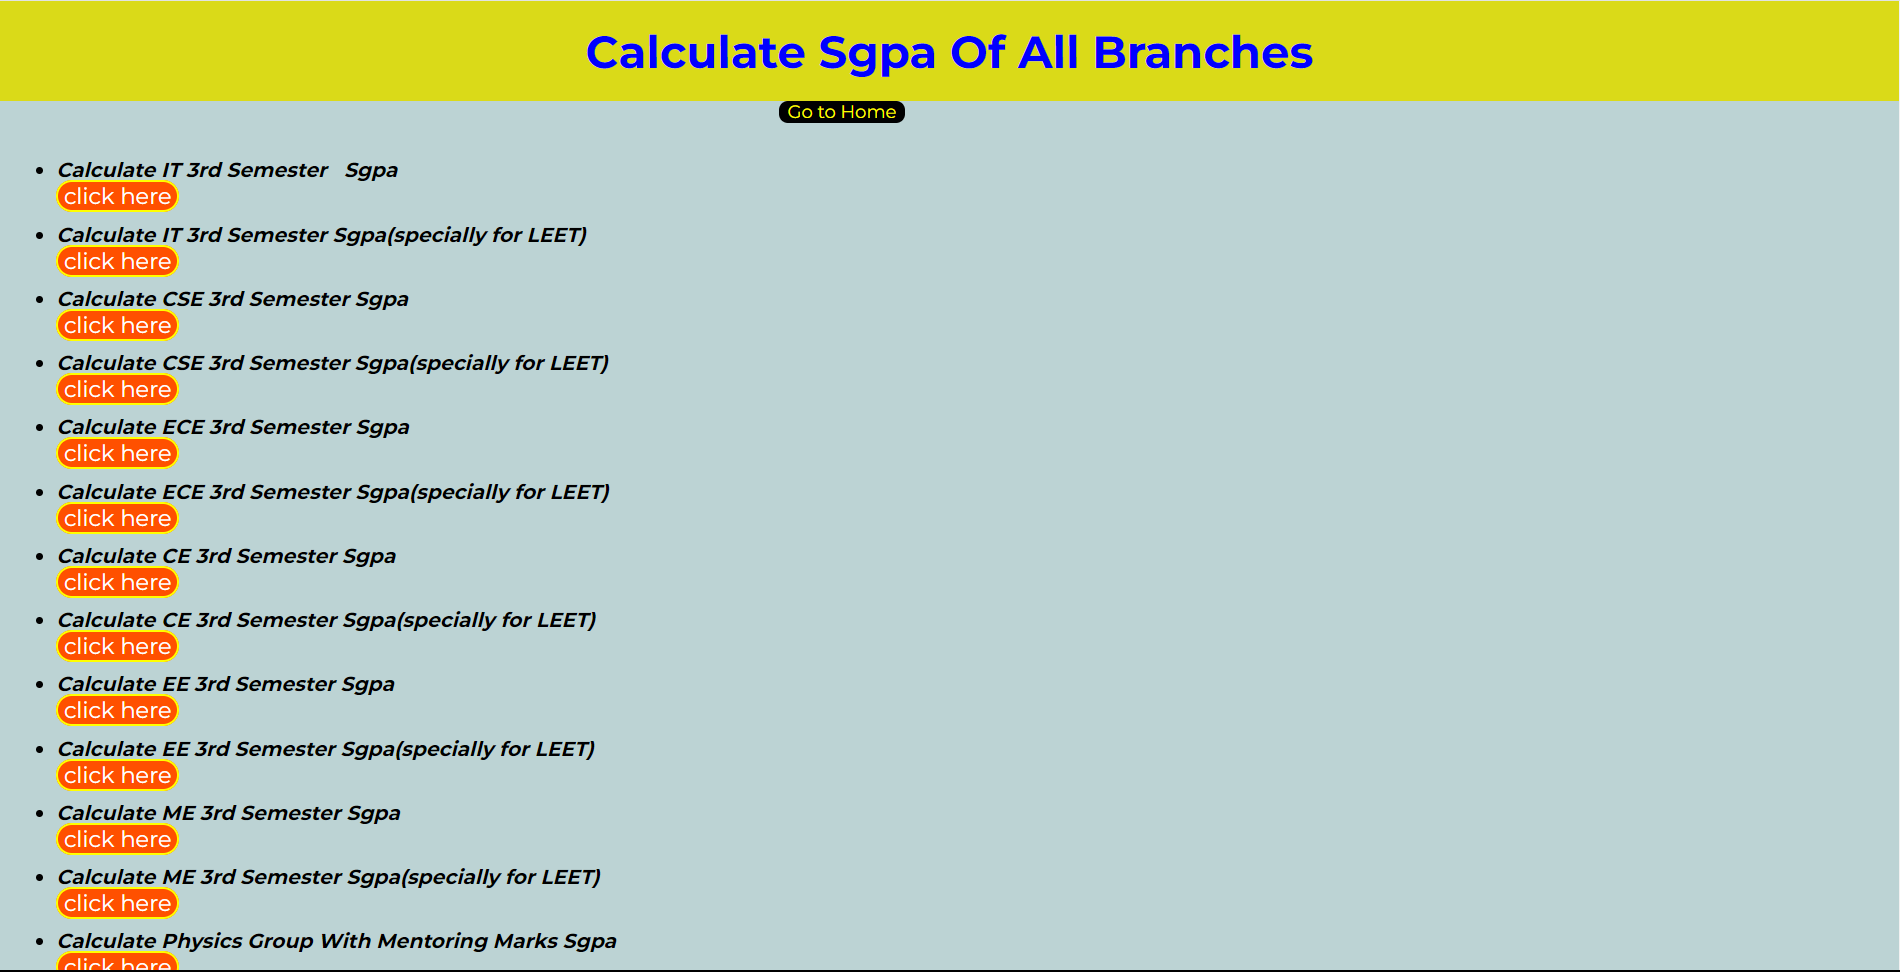 Calculate Sgpa Of All Branches
Go to Home
Calculate IT 3rd Semester   Sgpa
click here
Calculate IT 3rd Semester Sgpa(specially for LEET)
click here
Calculate CSE 3rd Semester Sgpa
click here
Calculate CSE 3rd Semester Sgpa(specially for LEET)
click here
Calculate ECE 3rd Semester Sgpa
click here
Calculate ECE 3rd Semester Sgpa(specially for LEET)
click here
Calculate CE 3rd Semester Sgpa
click here
Calculate CE 3rd Semester Sgpa(specially for LEET)
click here
Calculate EE 3rd Semester Sgpa
click here
Calculate EE 3rd Semester Sgpa(specially for LEET)
click here
Calculate ME 3rd Semester Sgpa
click here
Calculate ME 3rd Semester Sgpa(specially for LEET)
click here
Calculate Physics Group With Mentoring Marks Sgpa
click here